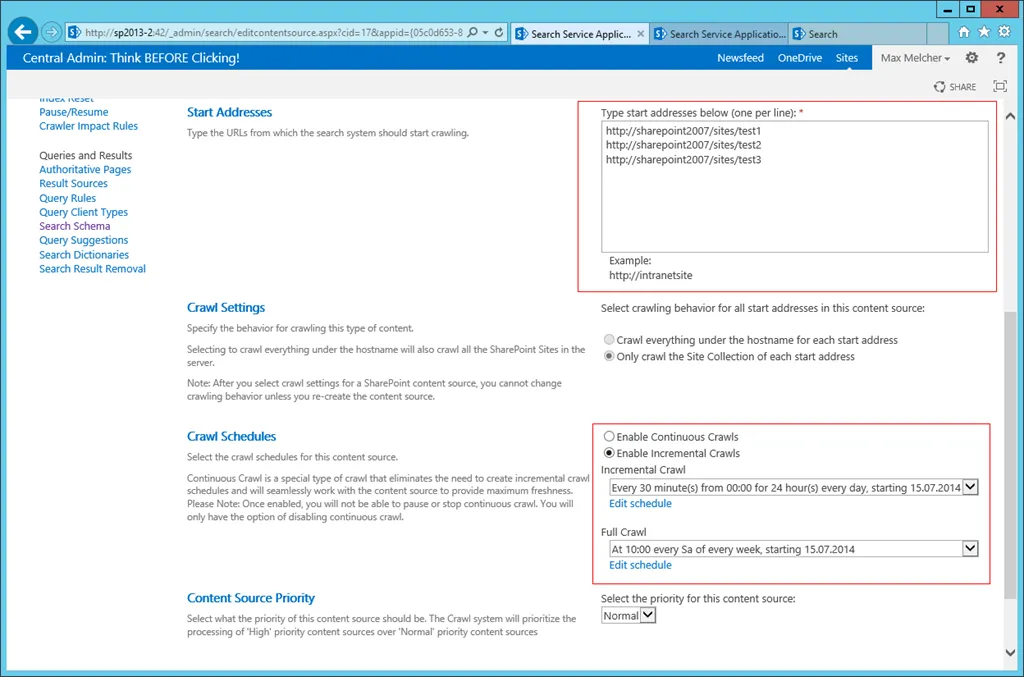 http://sp2013-2:42/_admin/search/editcontentsource.aspx?cid=17&appid={05c0d653-8
Search Service Applic...
Search Service Applicatio...
Search
Central Admin: Think BEFORE Clicking!
Newsfeed
OneDrive
Sites
Max Melcher
?
SHARE
Index Reset
Pause/Resume
Crawler Impact Rules
Queries and Results
Authoritative Pages
Result Sources
Query Rules
Query Client Types
Search Schema
Query Suggestions
Search Dictionaries
Search Result Removal
Start Addresses
Type the URLs from which the search system should start crawling.
Type start addresses below (one per line): *
http://sharepoint2007/sites/test1
http://sharepoint2007/sites/test2
http://sharepoint2007/sites/test3
Example:
http://intranetsite
Crawl Settings
Specify the behavior for crawling this type of content.
Selecting to crawl everything under the hostname will also crawl all the SharePoint Sites in the
server.
Note: After you select crawl settings for a SharePoint content source, you cannot change
crawling behavior unless you re-create the content source.
Select crawling behavior for all start addresses in this content source:
Crawl everything under the hostname for each start address
Only crawl the Site Collection of each start address
Crawl Schedules
Select the crawl schedules for this content source.
Continuous Crawl is a special type of crawl that eliminates the need to create incremental crawl
schedules and will seamlessly work with the content source to provide maximum freshness.
Please Note: Once enabled, you will not be able to pause or stop continuous crawl. You will
only have the option of disabling continuous crawl.
Enable Continuous Crawls
Enable Incremental Crawls
Incremental Crawl
Every 30 minute(s) from 00:00 for 24 hour(s) every day, starting 15.07.2014
Edit schedule
Full Crawl
At 10:00 every Sa of every week, starting 15.07.2014
Edit schedule
Content Source Priority
Select what the priority of this content source should be. The Crawl system will prioritize the
processing of 'High' priority content sources over 'Normal' priority content sources
Select the priority for this content source:
Normal